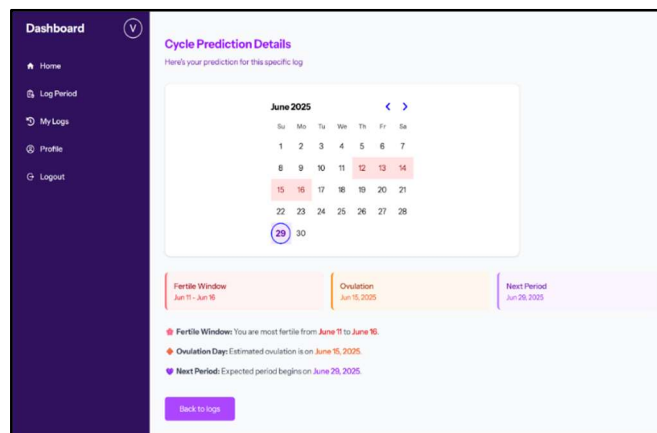 Dashboard
V
Home
Log Period
My Logs
Profile
Logout
Cycle Prediction Details
Here's your prediction for this specific log
June 2025
Su Mo Tu We Th Fr Sa
1 2 3 4 5 6 7
8 9 10 11 12 13 14
15 16 17 18 19 20 21
22 23 24 25 26 27 28
29 30
Fertile Window
Jun 11 - Jun 16
Ovulation
Jun 15, 2025
Next Period
Jun 29, 2025
Fertile Window: You are most fertile from June 11 to June 16.
Ovulation Day: Estimated ovulation is on June 15, 2025.
Next Period: Expected period begins on June 29, 2025.
Back to logs